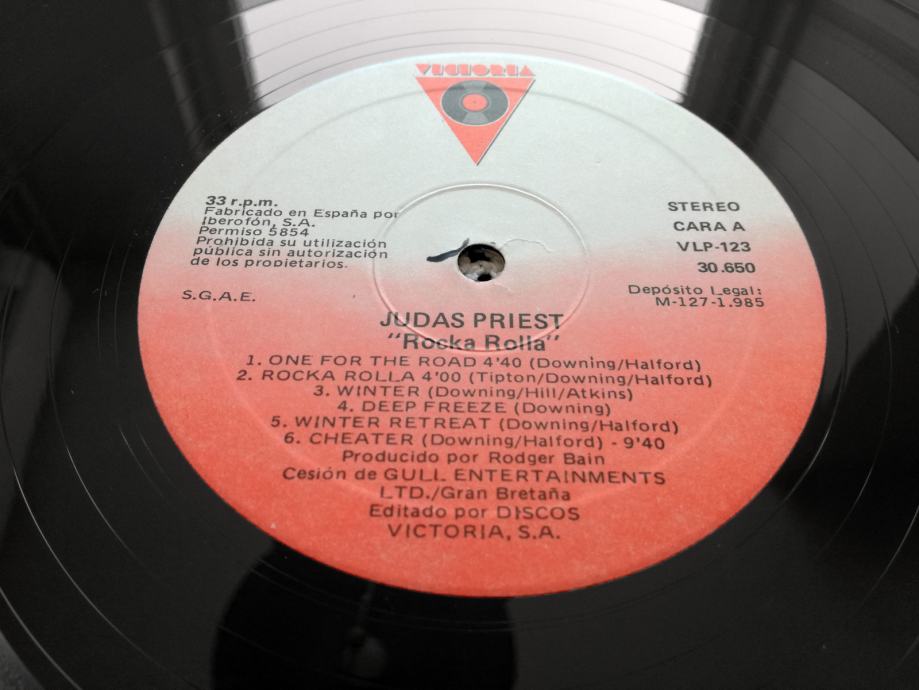 VICTORIA
33 r.p.m.
Fabricado en España por
Iberofón, S.A.
Permiso 5854
Prohibida su utilización
pública sin autorización
de los propietarios.
S.G.A.E.
STEREO
CARA A
VLP-123
30.650
Depósito Legal:
M-127-1.985
JUDAS PRIEST
"Rocka Rolla"
1. ONE FOR THE ROAD 4'40 (Downing/Halford)
2. ROCKA ROLLA 4'00 (Tipton/Downing/Halford)
3. WINTER (Downing/Hill/Atkins)
4. DEEP FREEZE (Downing)
5. WINTER RETREAT (Downing/Halford)
6. CHEATER (Downing/Halford) - 9'40
Producido por Rodger Bain
Cesión de GULL ENTERTAINMENTS
LTD./Gran Bretaña
Editado por DISCOS
VICTORIA, S.A.